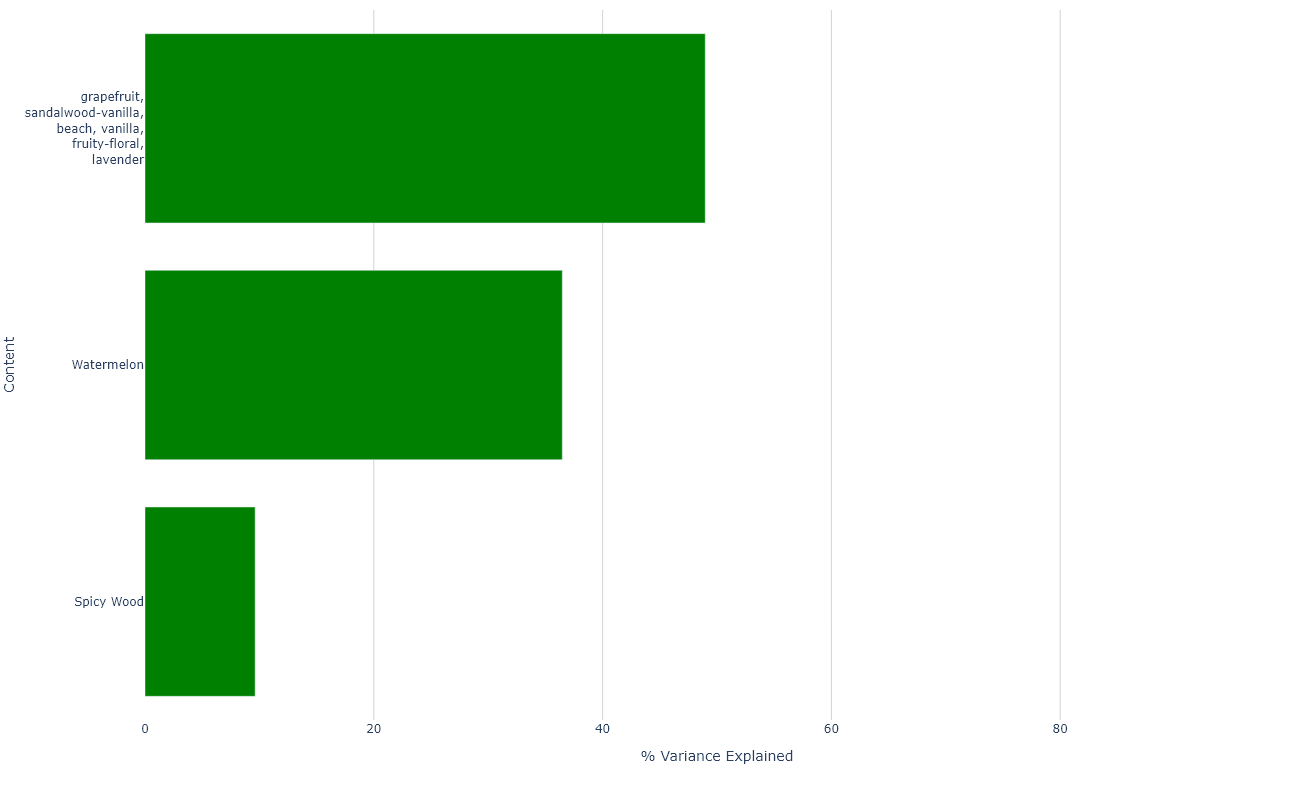 grapefruit,
sandalwood-vanilla,
beach, vanilla,
fruity-floral,
lavender
Watermelon
Content
Spicy Wood
0 20 40 60 80
% Variance Explained